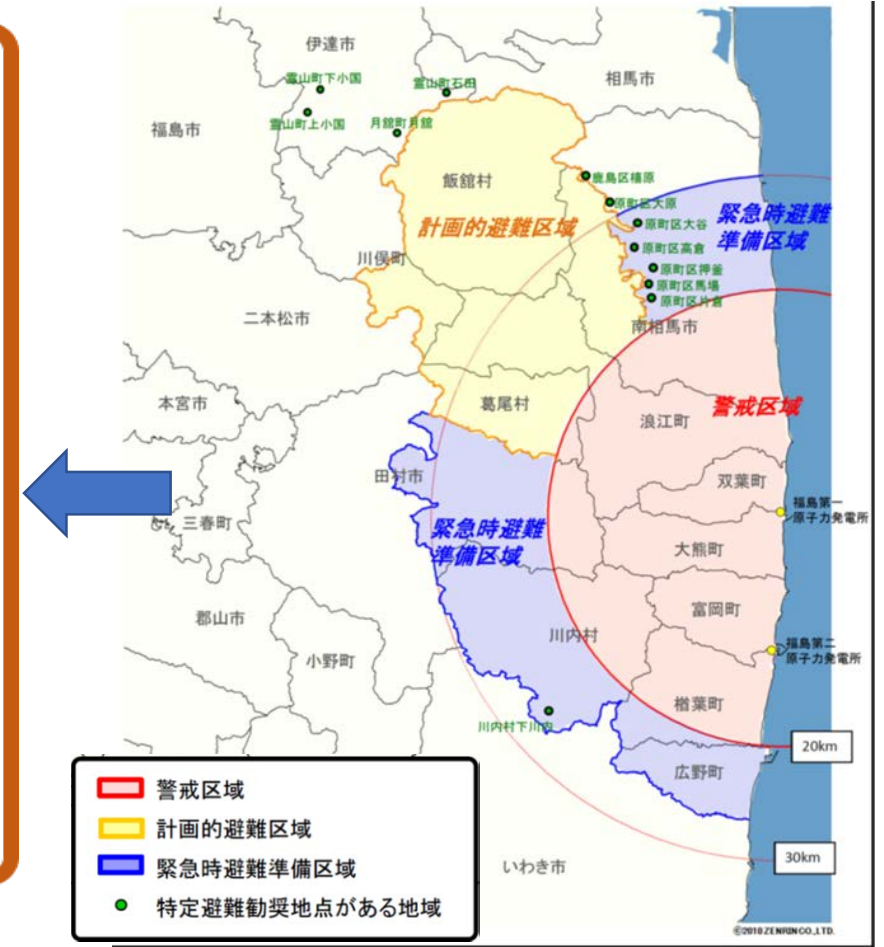 伊達市
相馬市
霊山町下小国
霊山町石田
霊山町上小国
月舘町月舘
福島市
飯舘村
鹿島区橲原
原町区大原
緊急時避難
準備区域
計画的避難区域
原町区大谷
原町区高倉
川俣町
原町区押釜
原町区馬場
原町区片倉
二本松市
南相馬市
本宮市
葛尾村
警戒区域
浪江町
田村市
双葉町
福島第一
原子力発電所
三春町
緊急時避難
準備区域
大熊町
郡山市
富岡町
川内村
福島第二
原子力発電所
小野町
楢葉町
川内村下川内
20km
広野町
警戒区域
計画的避難区域
緊急時避難準備区域
特定避難勧奨地点がある地域
30km
いわき市
©2010 ZENRIN CO.,LTD.